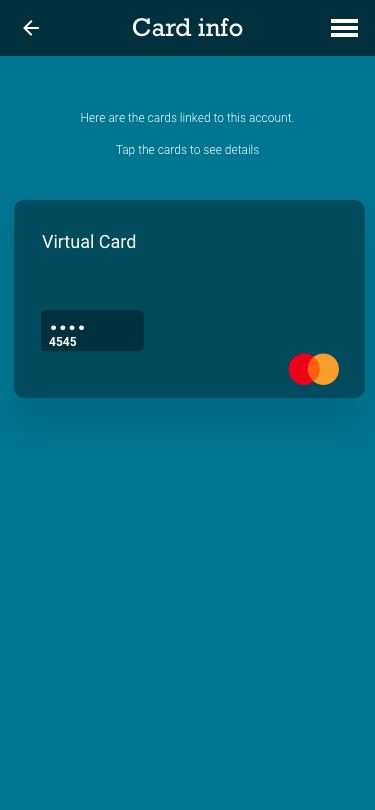 Card info
Here are the cards linked to this account.
Tap the cards to see details
Virtual Card
••••
4545